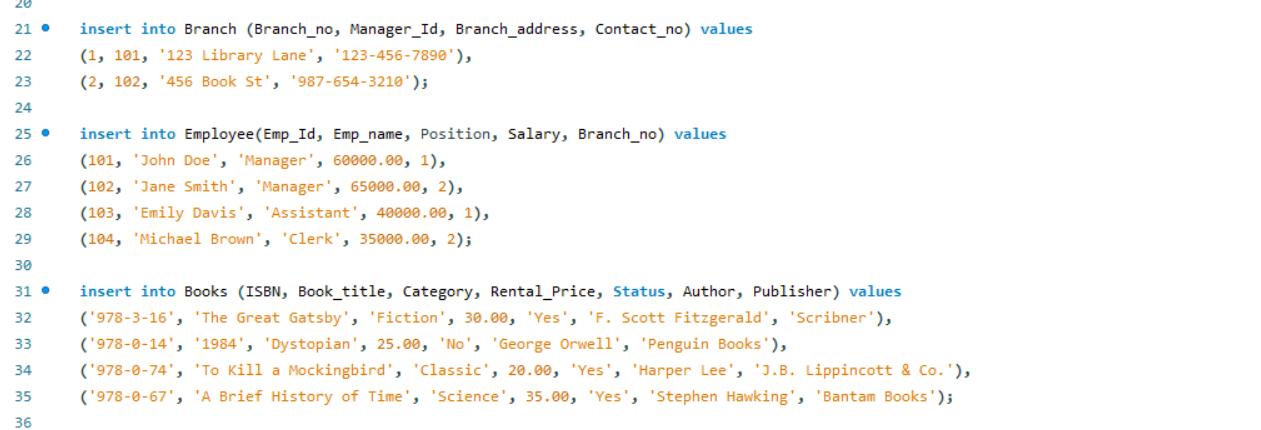 20
21 insert into Branch (Branch_no, Manager_Id, Branch_address, Contact_no) values
22 (1, 101, '123 Library Lane', '123-456-7890'),
23 (2, 102, '456 Book St', '987-654-3210');
24
25 insert into Employee(Emp_Id, Emp_name, Position, Salary, Branch_no) values
26 (101, 'John Doe', 'Manager', 60000.00, 1),
27 (102, 'Jane Smith', 'Manager', 65000.00, 2),
28 (103, 'Emily Davis', 'Assistant', 40000.00, 1),
29 (104, 'Michael Brown', 'Clerk', 35000.00, 2);
30
31 insert into Books (ISBN, Book_title, Category, Rental_Price, Status, Author, Publisher) values
32 ('978-3-16', 'The Great Gatsby', 'Fiction', 30.00, 'Yes', 'F. Scott Fitzgerald', 'Scribner'),
33 ('978-0-14', '1984', 'Dystopian', 25.00, 'No', 'George Orwell', 'Penguin Books'),
34 ('978-0-74', 'To Kill a Mockingbird', 'Classic', 20.00, 'Yes', 'Harper Lee', 'J.B. Lippincott & Co.'),
35 ('978-0-67', 'A Brief History of Time', 'Science', 35.00, 'Yes', 'Stephen Hawking', 'Bantam Books');
36